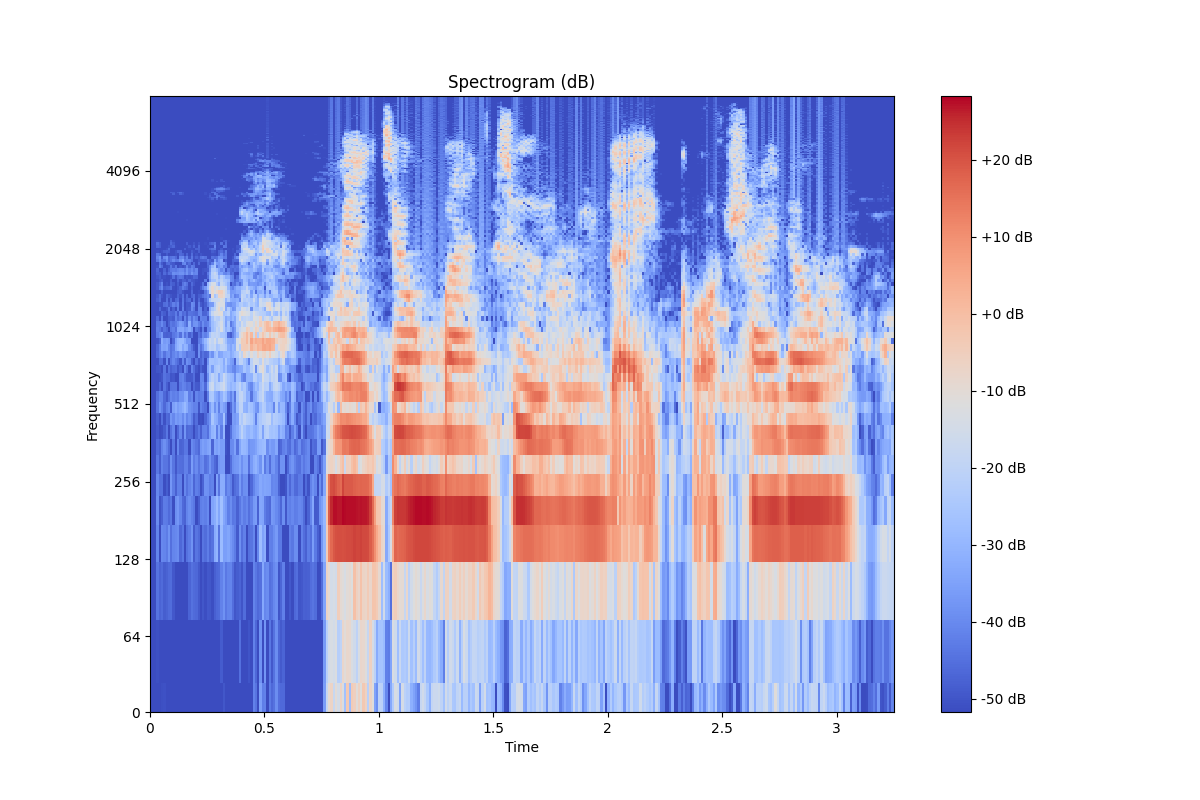 Spectrogram (dB)
Frequency
4096
2048
1024
512
256
128
64
0
0
0.5
1
1.5
2
2.5
3
Time
+20 dB
+10 dB
+0 dB
-10 dB
-20 dB
-30 dB
-40 dB
-50 dB